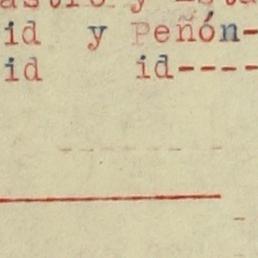 id y Peñón-
id id----